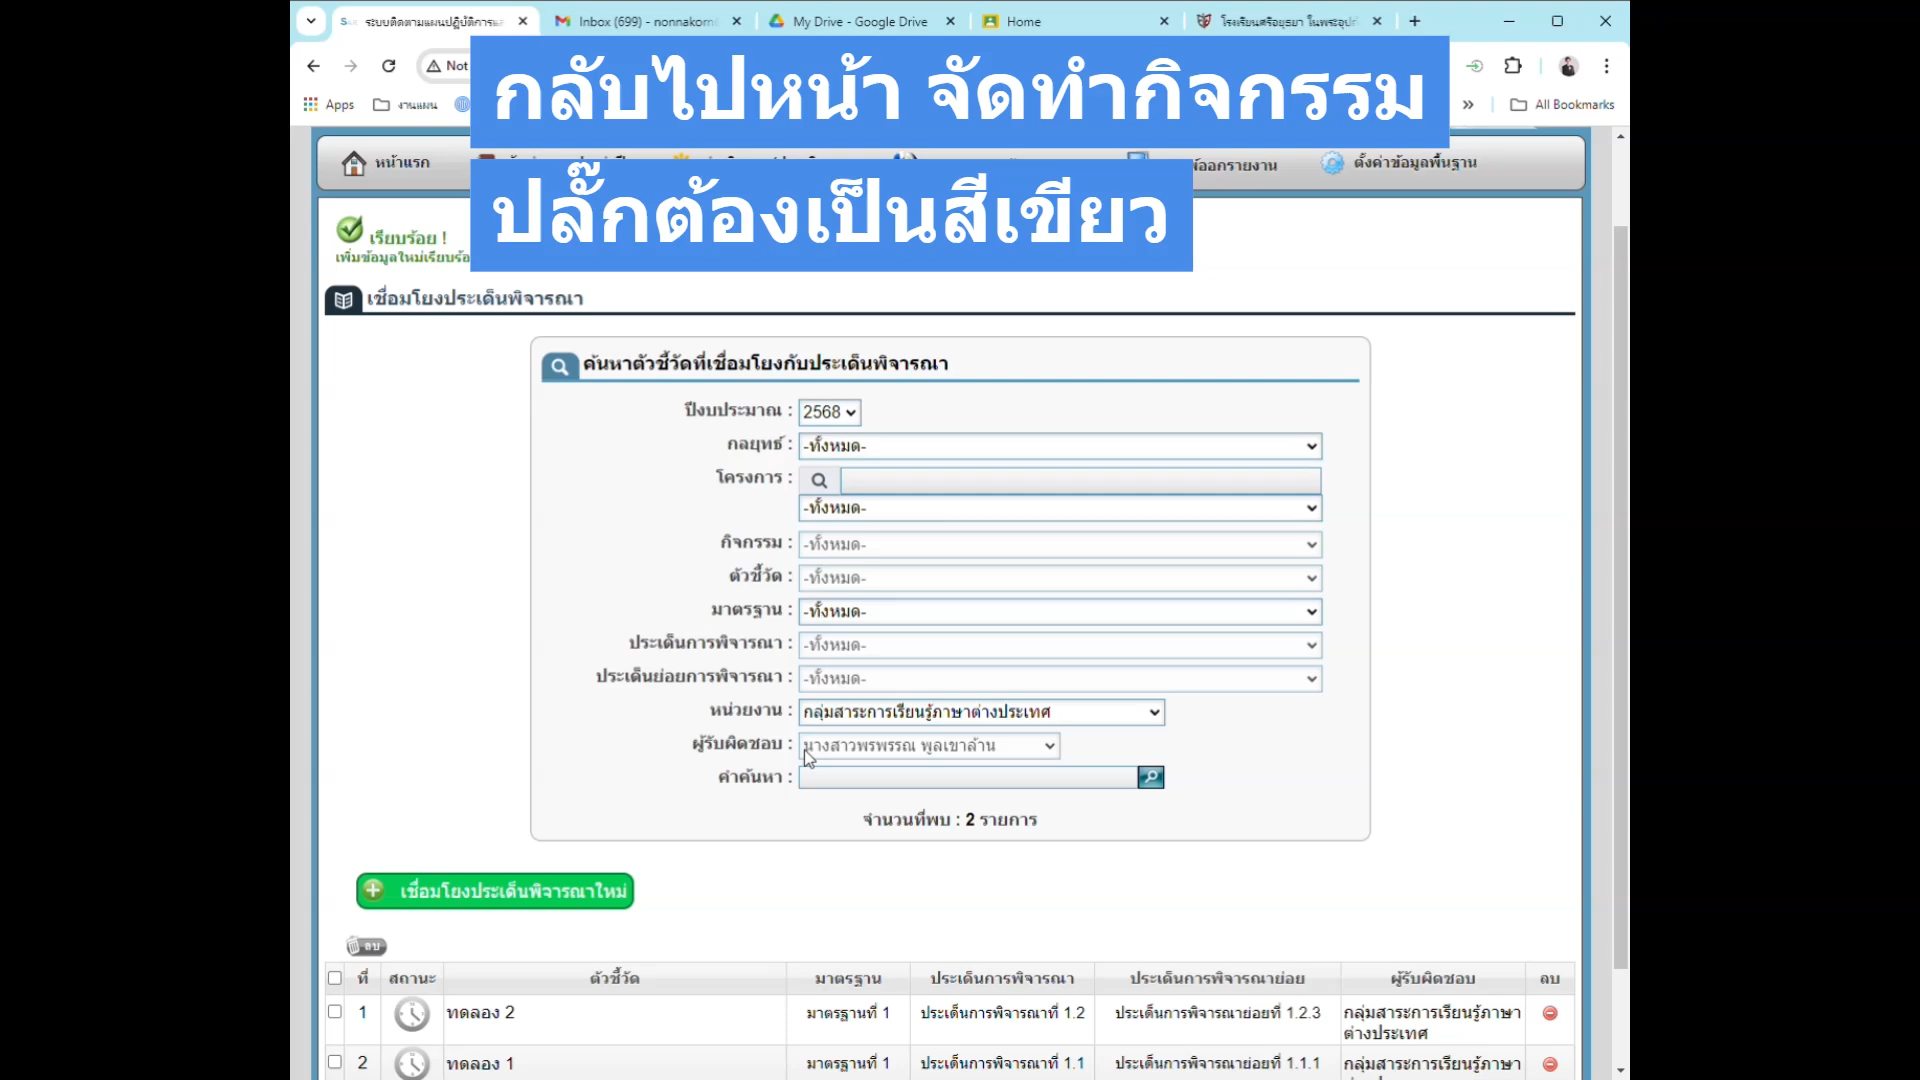 ระบบติดตามแผนปฏิบัติการและ
Inbox (699) - nonnakorn
My Drive - Google Drive
Home
โรงเรียนศรีอยุธยา ในพระอุป
Not
Apps
งานแผน
All Bookmarks
กลับไปหน้า จัดทำกิจกรรม
ปลั๊กต้องเป็นสีเขียว
หน้าแรก
ออกรายงาน
ตั้งค่าข้อมูลพื้นฐาน
เรียบร้อย !
เพิ่มข้อมูลใหม่เรียบร้อ
เชื่อมโยงประเด็นพิจารณา
ค้นหาตัวชี้วัดที่เชื่อมโยงกับประเด็นพิจารณา
ปีงบประมาณ : 2568
กลยุทธ์ : -ทั้งหมด-
โครงการ :
-ทั้งหมด-
กิจกรรม : -ทั้งหมด-
ตัวชี้วัด : -ทั้งหมด-
มาตรฐาน : -ทั้งหมด-
ประเด็นการพิจารณา : -ทั้งหมด-
ประเด็นย่อยการพิจารณา : -ทั้งหมด-
หน่วยงาน : กลุ่มสาระการเรียนรู้ภาษาต่างประเทศ
ผู้รับผิดชอบ : นางสาวพรพรรณ พูลเขาล้าน
คำค้นหา :
จำนวนที่พบ : 2 รายการ
เชื่อมโยงประเด็นพิจารณาใหม่
ลบ
ที่ สถานะ ตัวชี้วัด มาตรฐาน ประเด็นการพิจารณา ประเด็นการพิจารณาย่อย ผู้รับผิดชอบ ลบ
1 ทดลอง 2 มาตรฐานที่ 1 ประเด็นการพิจารณาที่ 1.2 ประเด็นการพิจารณาย่อยที่ 1.2.3 กลุ่มสาระการเรียนรู้ภาษา
ต่างประเทศ
2 ทดลอง 1 มาตรฐานที่ 1 ประเด็นการพิจารณาที่ 1.1 ประเด็นการพิจารณาย่อยที่ 1.1.1 กลุ่มสาระการเรียนรู้ภาษา